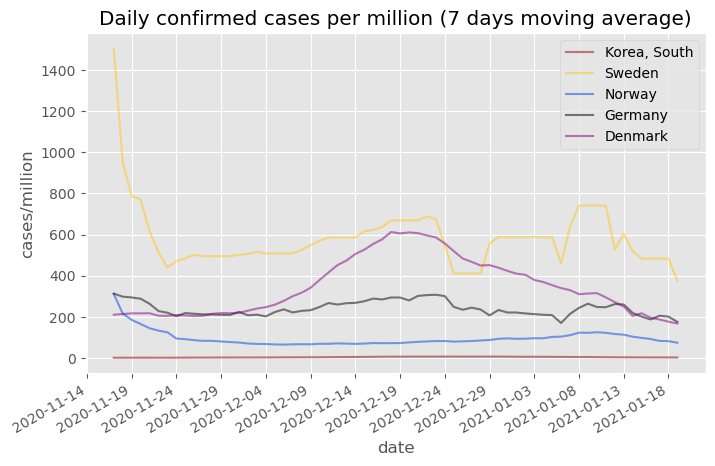 Daily confirmed cases per million (7 days moving average)
Korea, South
Sweden
Norway
Germany
Denmark
cases/million
1400
1200
1000
800
600
400
200
0
2020-11-14
2020-11-19
2020-11-24
2020-11-29
2020-12-04
2020-12-09
2020-12-14
2020-12-19
2020-12-24
2020-12-29
2021-01-03
2021-01-08
2021-01-13
2021-01-18
date